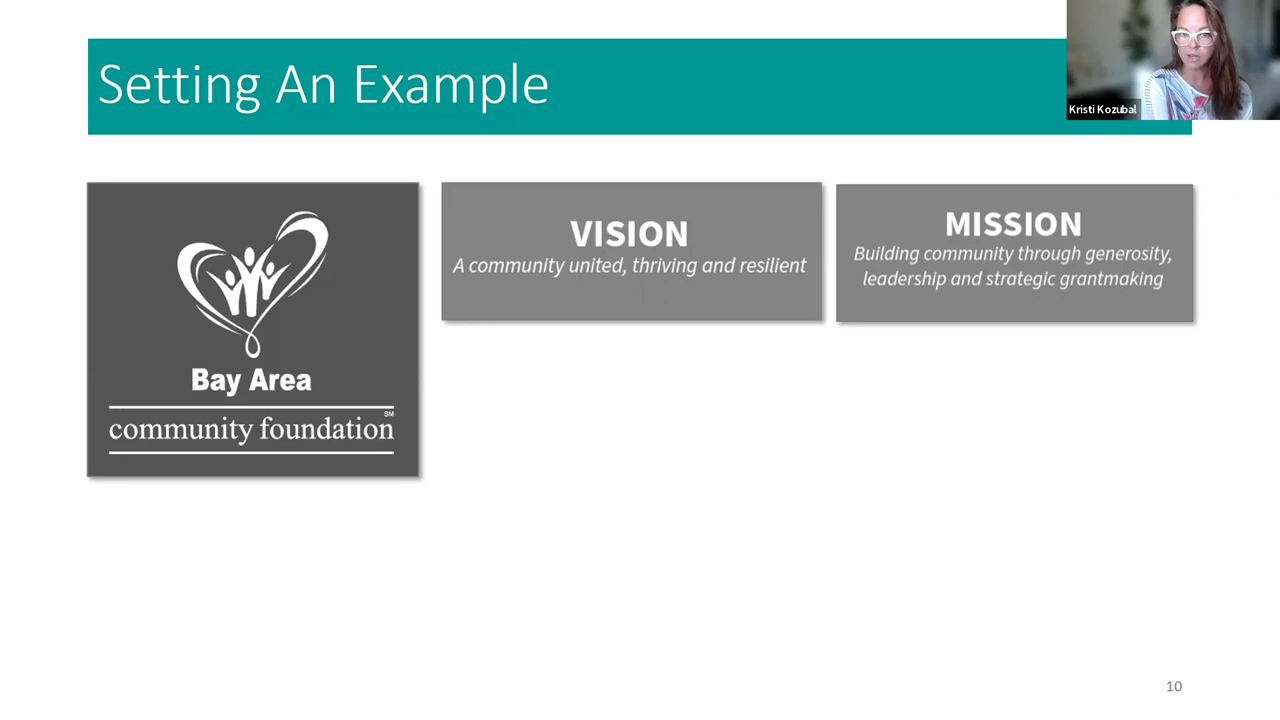 Setting An Example
Kristi Kozubal
Bay Area
community foundation SM
VISION
A community united, thriving and resilient
MISSION
Building community through generosity,
leadership and strategic grantmaking
10